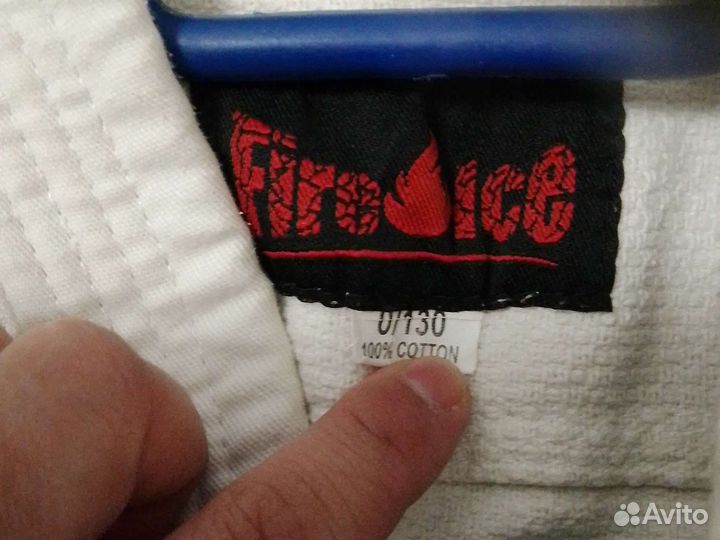 Fire ice
0/130
100% COTTON
Avito